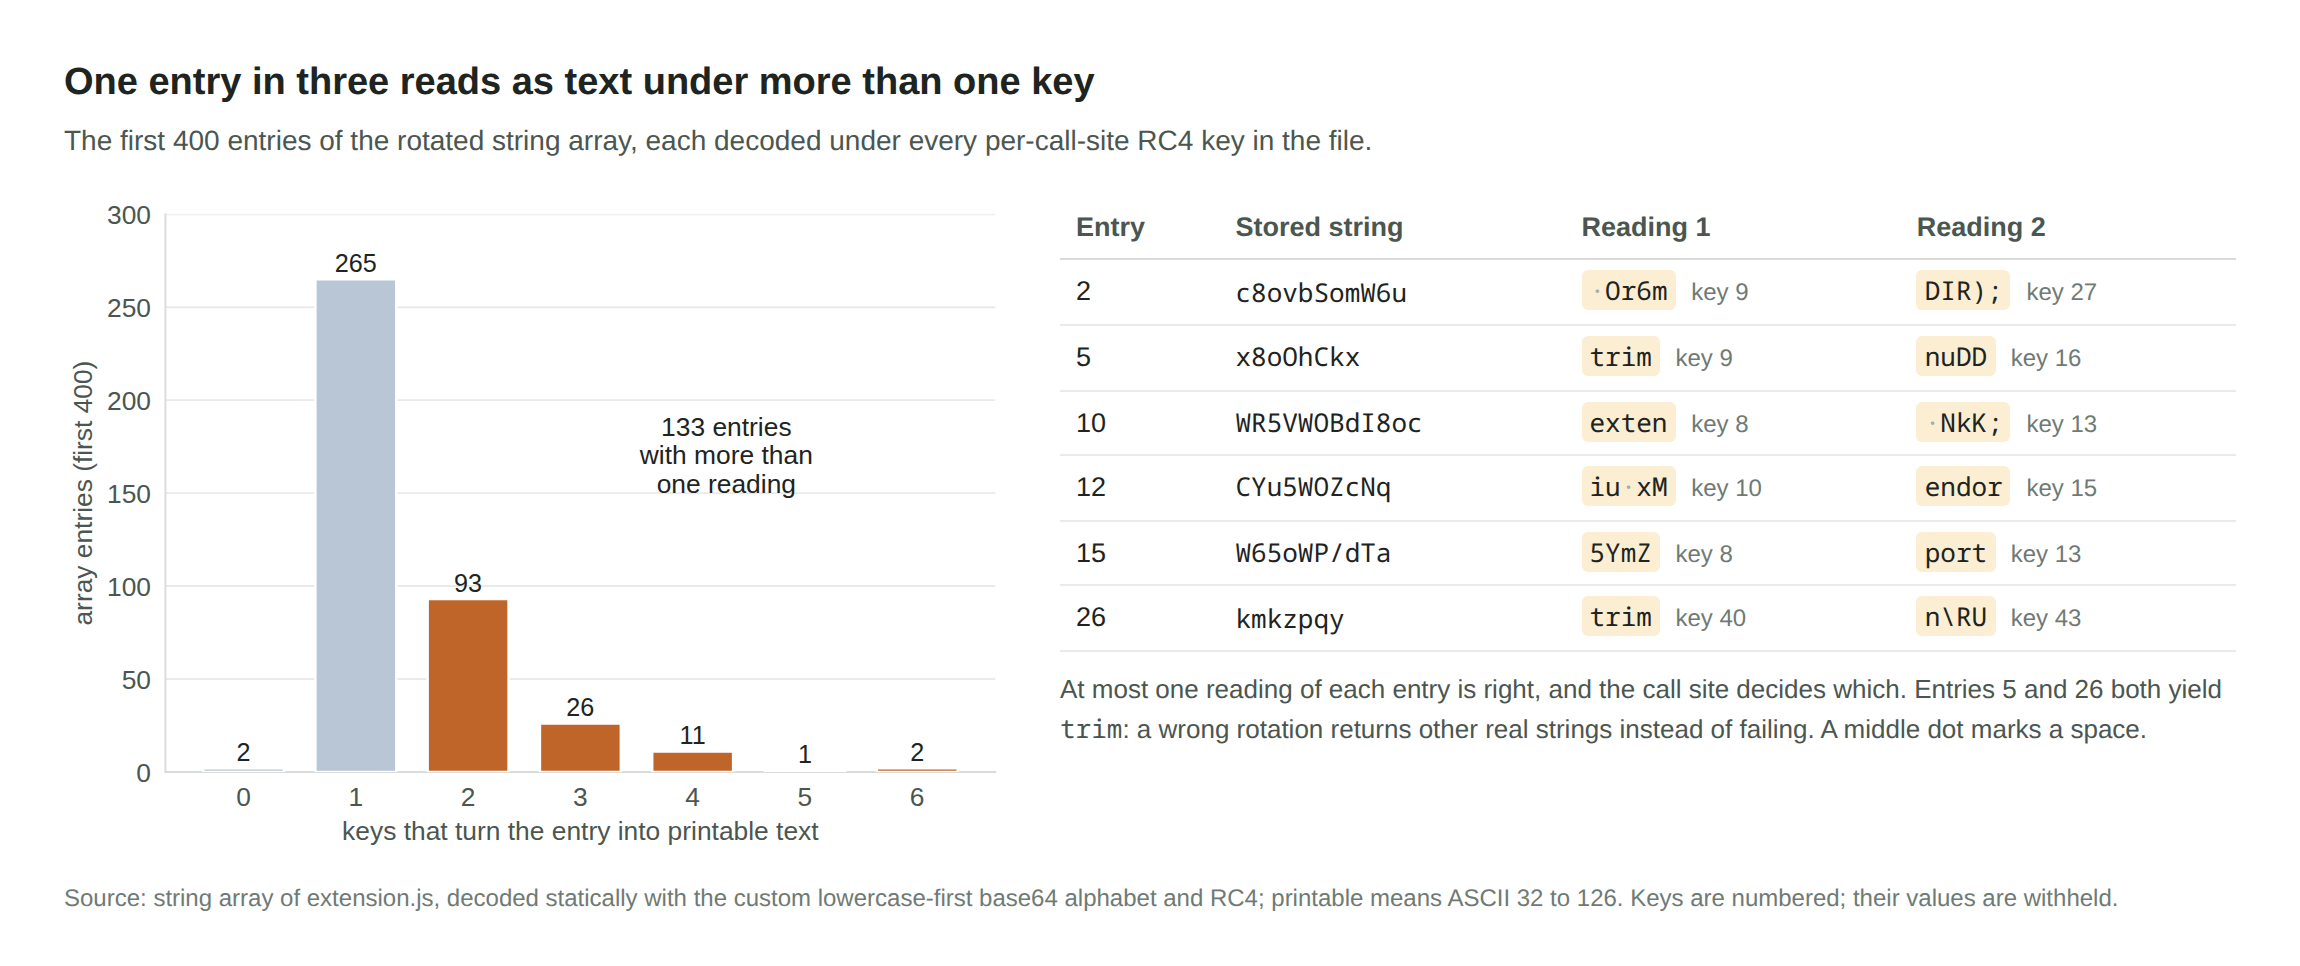 One entry in three reads as text under more than one key
The first 400 entries of the rotated string array, each decoded under every per-call-site RC4 key in the file.
array entries (first 400)
300
250
200
150
100
50
0
2
265
93
26
11
1
2
133 entries
with more than
one reading
0 1 2 3 4 5 6
keys that turn the entry into printable text
Entry Stored string Reading 1 Reading 2
2 c8ovbSomW6u ·Or6m key 9 DIR); key 27
5 x8oOhCkx trim key 9 nuDD key 16
10 WR5VWOBdI8oc exten key 8 ·NkK; key 13
12 CYu5WOZcNq iu·xM key 10 endor key 15
15 W65oWP/dTa 5YmZ key 8 port key 13
26 kmkzpqy trim key 40 n\RU key 43
At most one reading of each entry is right, and the call site decides which. Entries 5 and 26 both yield
trim: a wrong rotation returns other real strings instead of failing. A middle dot marks a space.
Source: string array of extension.js, decoded statically with the custom lowercase-first base64 alphabet and RC4; printable means ASCII 32 to 126. Keys are numbered; their values are withheld.